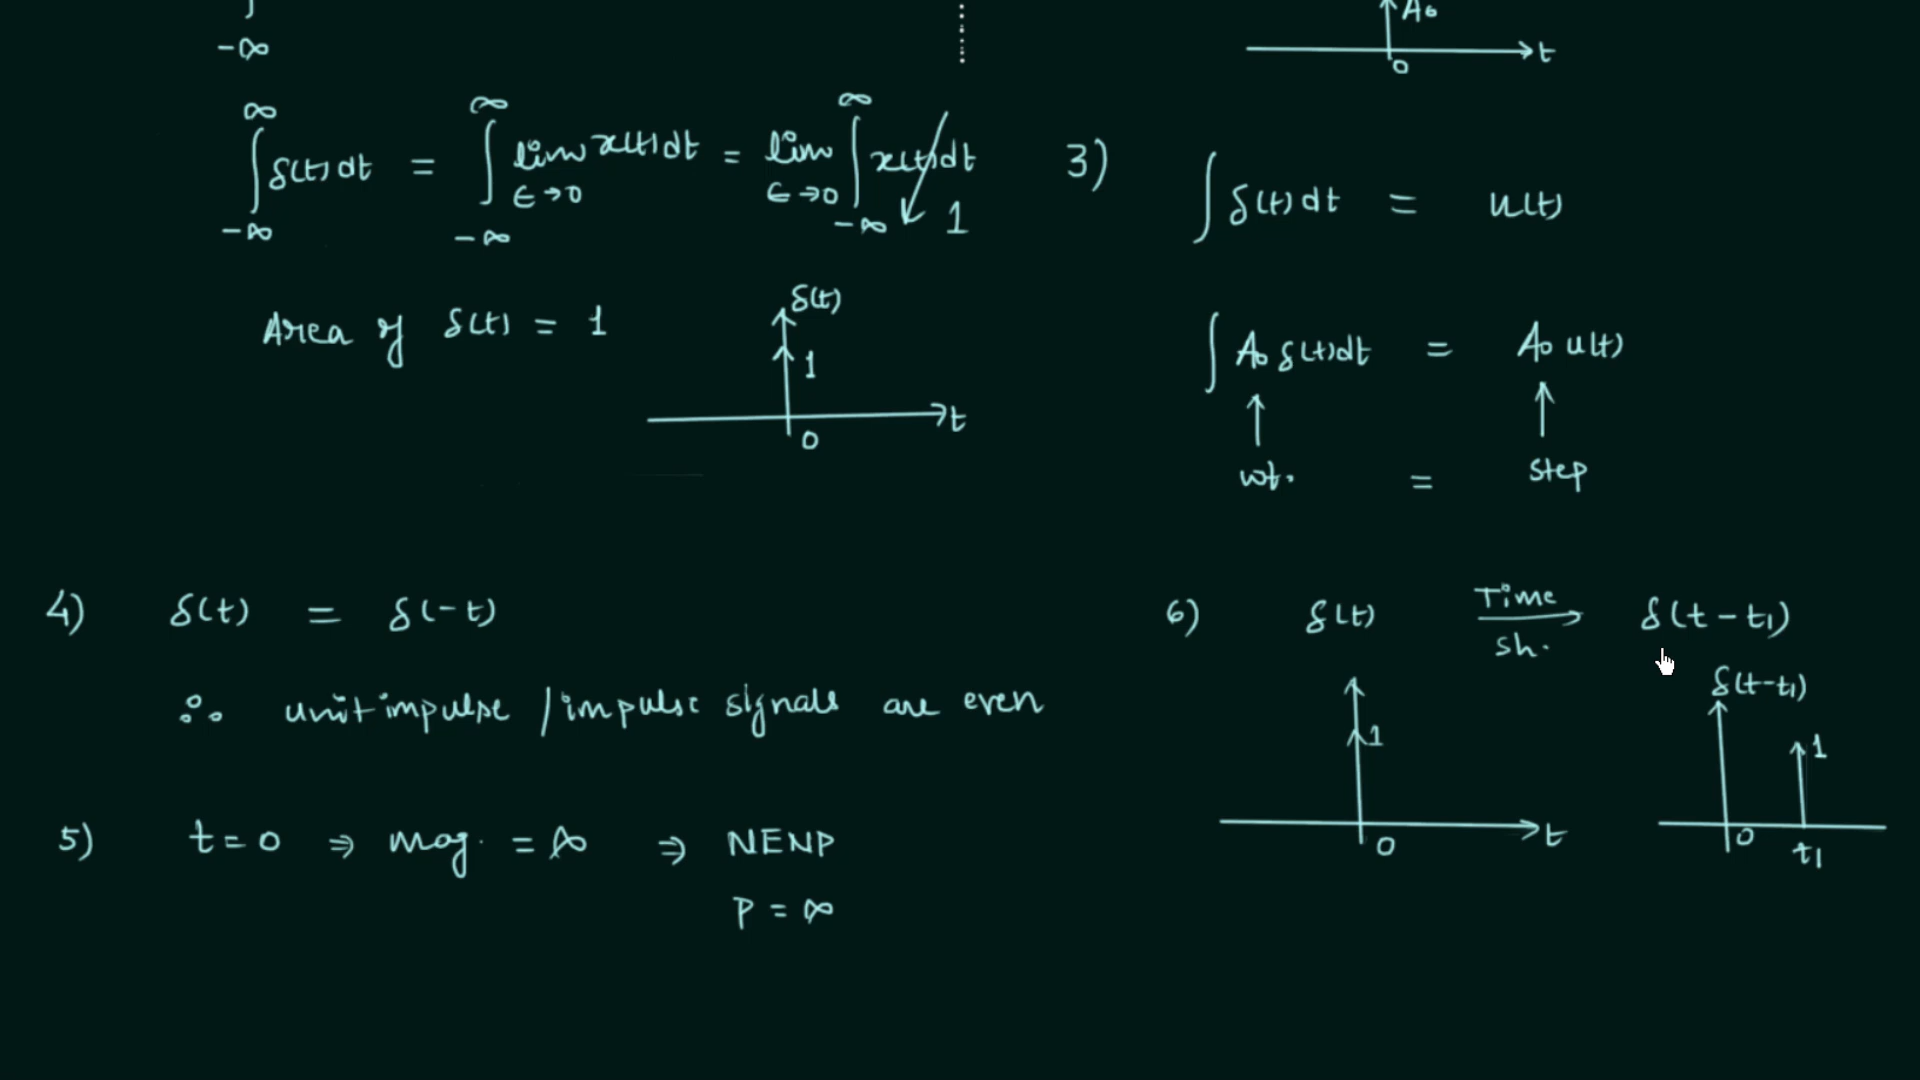 -∞
A₀
t
0
∫_{-∞}^{∞} δ(t) dt = ∫_{-∞}^{∞} lim_{ϵ→0} x(t) dt = lim_{ϵ→0} ∫_{-∞}^{∞} x(t) dt 1
Area of δ(t) = 1
δ(t)
1
0
t
3) ∫ δ(t) dt = u(t)
∫ A₀ δ(t) dt = A₀ u(t)
↑ ↑
wt. = step
4) δ(t) = δ(-t)
∴ unit impulse / impulse signals are even
5) t = 0 ⇒ mag. = ∞ ⇒ NENP
P = ∞
6) δ(t) Time sh. → δ(t - t₁)
1
0
t
δ(t-t₁)
1
0
t₁